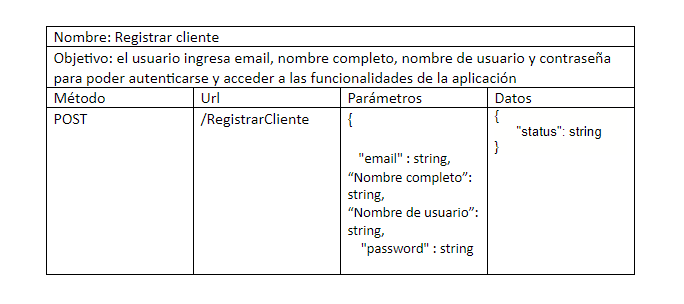 Nombre: Registrar cliente
Objetivo: el usuario ingresa email, nombre completo, nombre de usuario y contraseña
para poder autenticarse y acceder a las funcionalidades de la aplicación
Método Url Parámetros Datos
POST
/RegistrarCliente
{
"email" : string,
“Nombre completo”:
string,
“Nombre de usuario”:
string,
"password" : string
{
"status": string
}